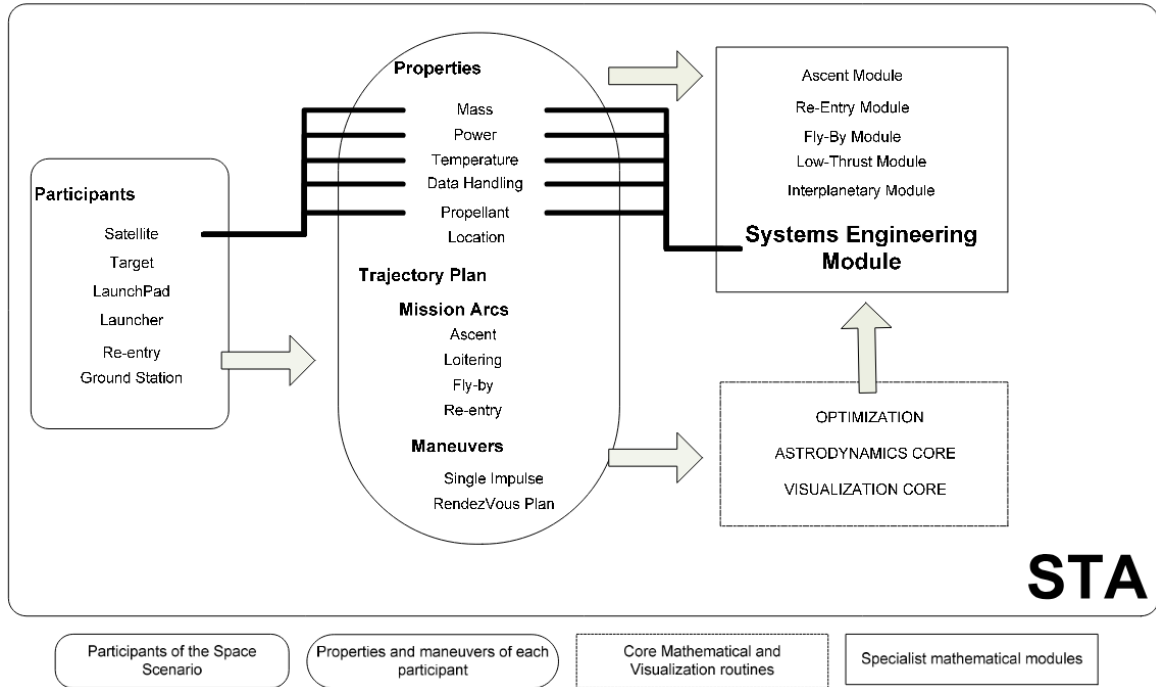 Participants
Satellite
Target
LaunchPad
Launcher
Re-entry
Ground Station
Properties
Mass
Power
Temperature
Data Handling
Propellant
Location
Trajectory Plan
Mission Arcs
Ascent
Loitering
Fly-by
Re-entry
Maneuvers
Single Impulse
RendezVous Plan
Ascent Module
Re-Entry Module
Fly-By Module
Low-Thrust Module
Interplanetary Module
Systems Engineering
Module
OPTIMIZATION
ASTRODYNAMICS CORE
VISUALIZATION CORE
STA
Participants of the Space
Scenario
Properties and maneuvers of each
participant
Core Mathematical and
Visualization routines
Specialist mathematical modules